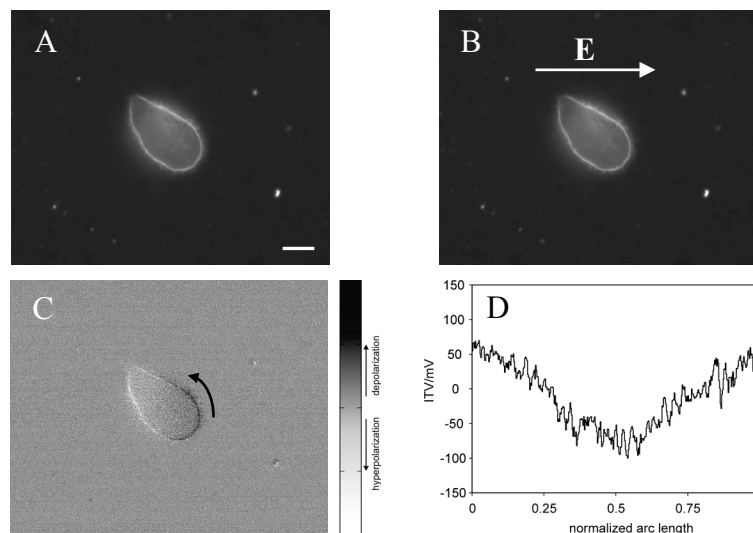 A
B
E
C
depolarization
hyperpolarization
D
150
100
50
0
-50
-100
-150
ITV/mV
0
0.25
0.5
0.75
normalized arc length